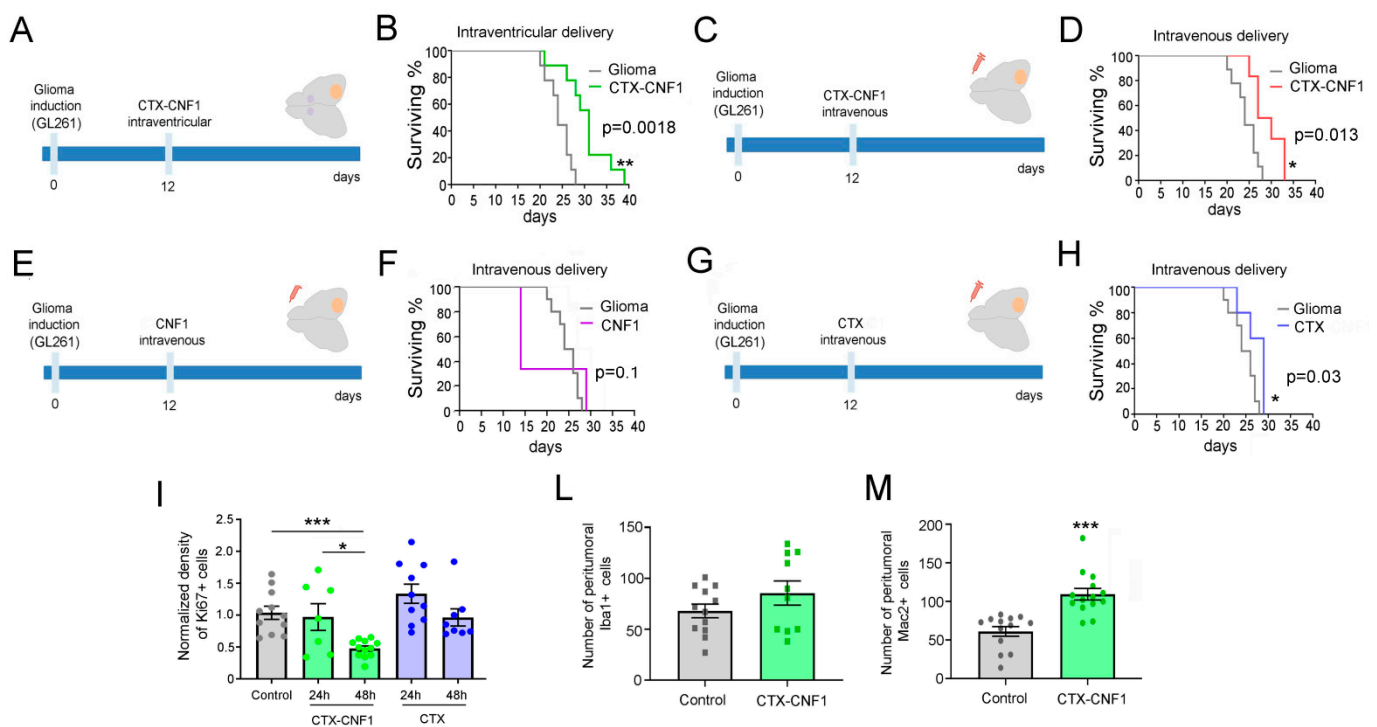 A
Glioma
induction
(GL261)
CTX-CNF1
intraventricular
0
12
days
B
Intraventricular delivery
Surviving %
100
80
60
40
20
0
Glioma
CTX-CNF1
p=0.0018
**
0 5 10 15 20 25 30 35 40
days
C
Glioma
induction
(GL261)
CTX-CNF1
intravenous
0
12
days
D
Intravenous delivery
Surviving %
100
80
60
40
20
0
Glioma
CTX-CNF1
p=0.013
*
0 5 10 15 20 25 30 35 40
days
E
Glioma
induction
(GL261)
CNF1
intravenous
0
12
days
F
Intravenous delivery
Surviving %
100
80
60
40
20
0
Glioma
CNF1
p=0.1
0 5 10 15 20 25 30 35 40
days
G
Glioma
induction
(GL261)
CTX
intravenous
0
12
days
H
Intravenous delivery
Surviving %
100
80
60
40
20
0
Glioma
CTX-CNF1
p=0.03
*
0 5 10 15 20 25 30 35 40
days
I
Normalized density
of Ki67+ cells
2.5
2.0
1.5
1.0
0.5
0
***
*
Control 24h 48h 24h 48h
CTX-CNF1 CTX
L
Number of peritumoral
Iba1+ cells
150
100
50
0
Control CTX-CNF1
M
Number of peritumoral
Mac2+ cells
200
150
100
50
0
***
Control CTX-CNF1